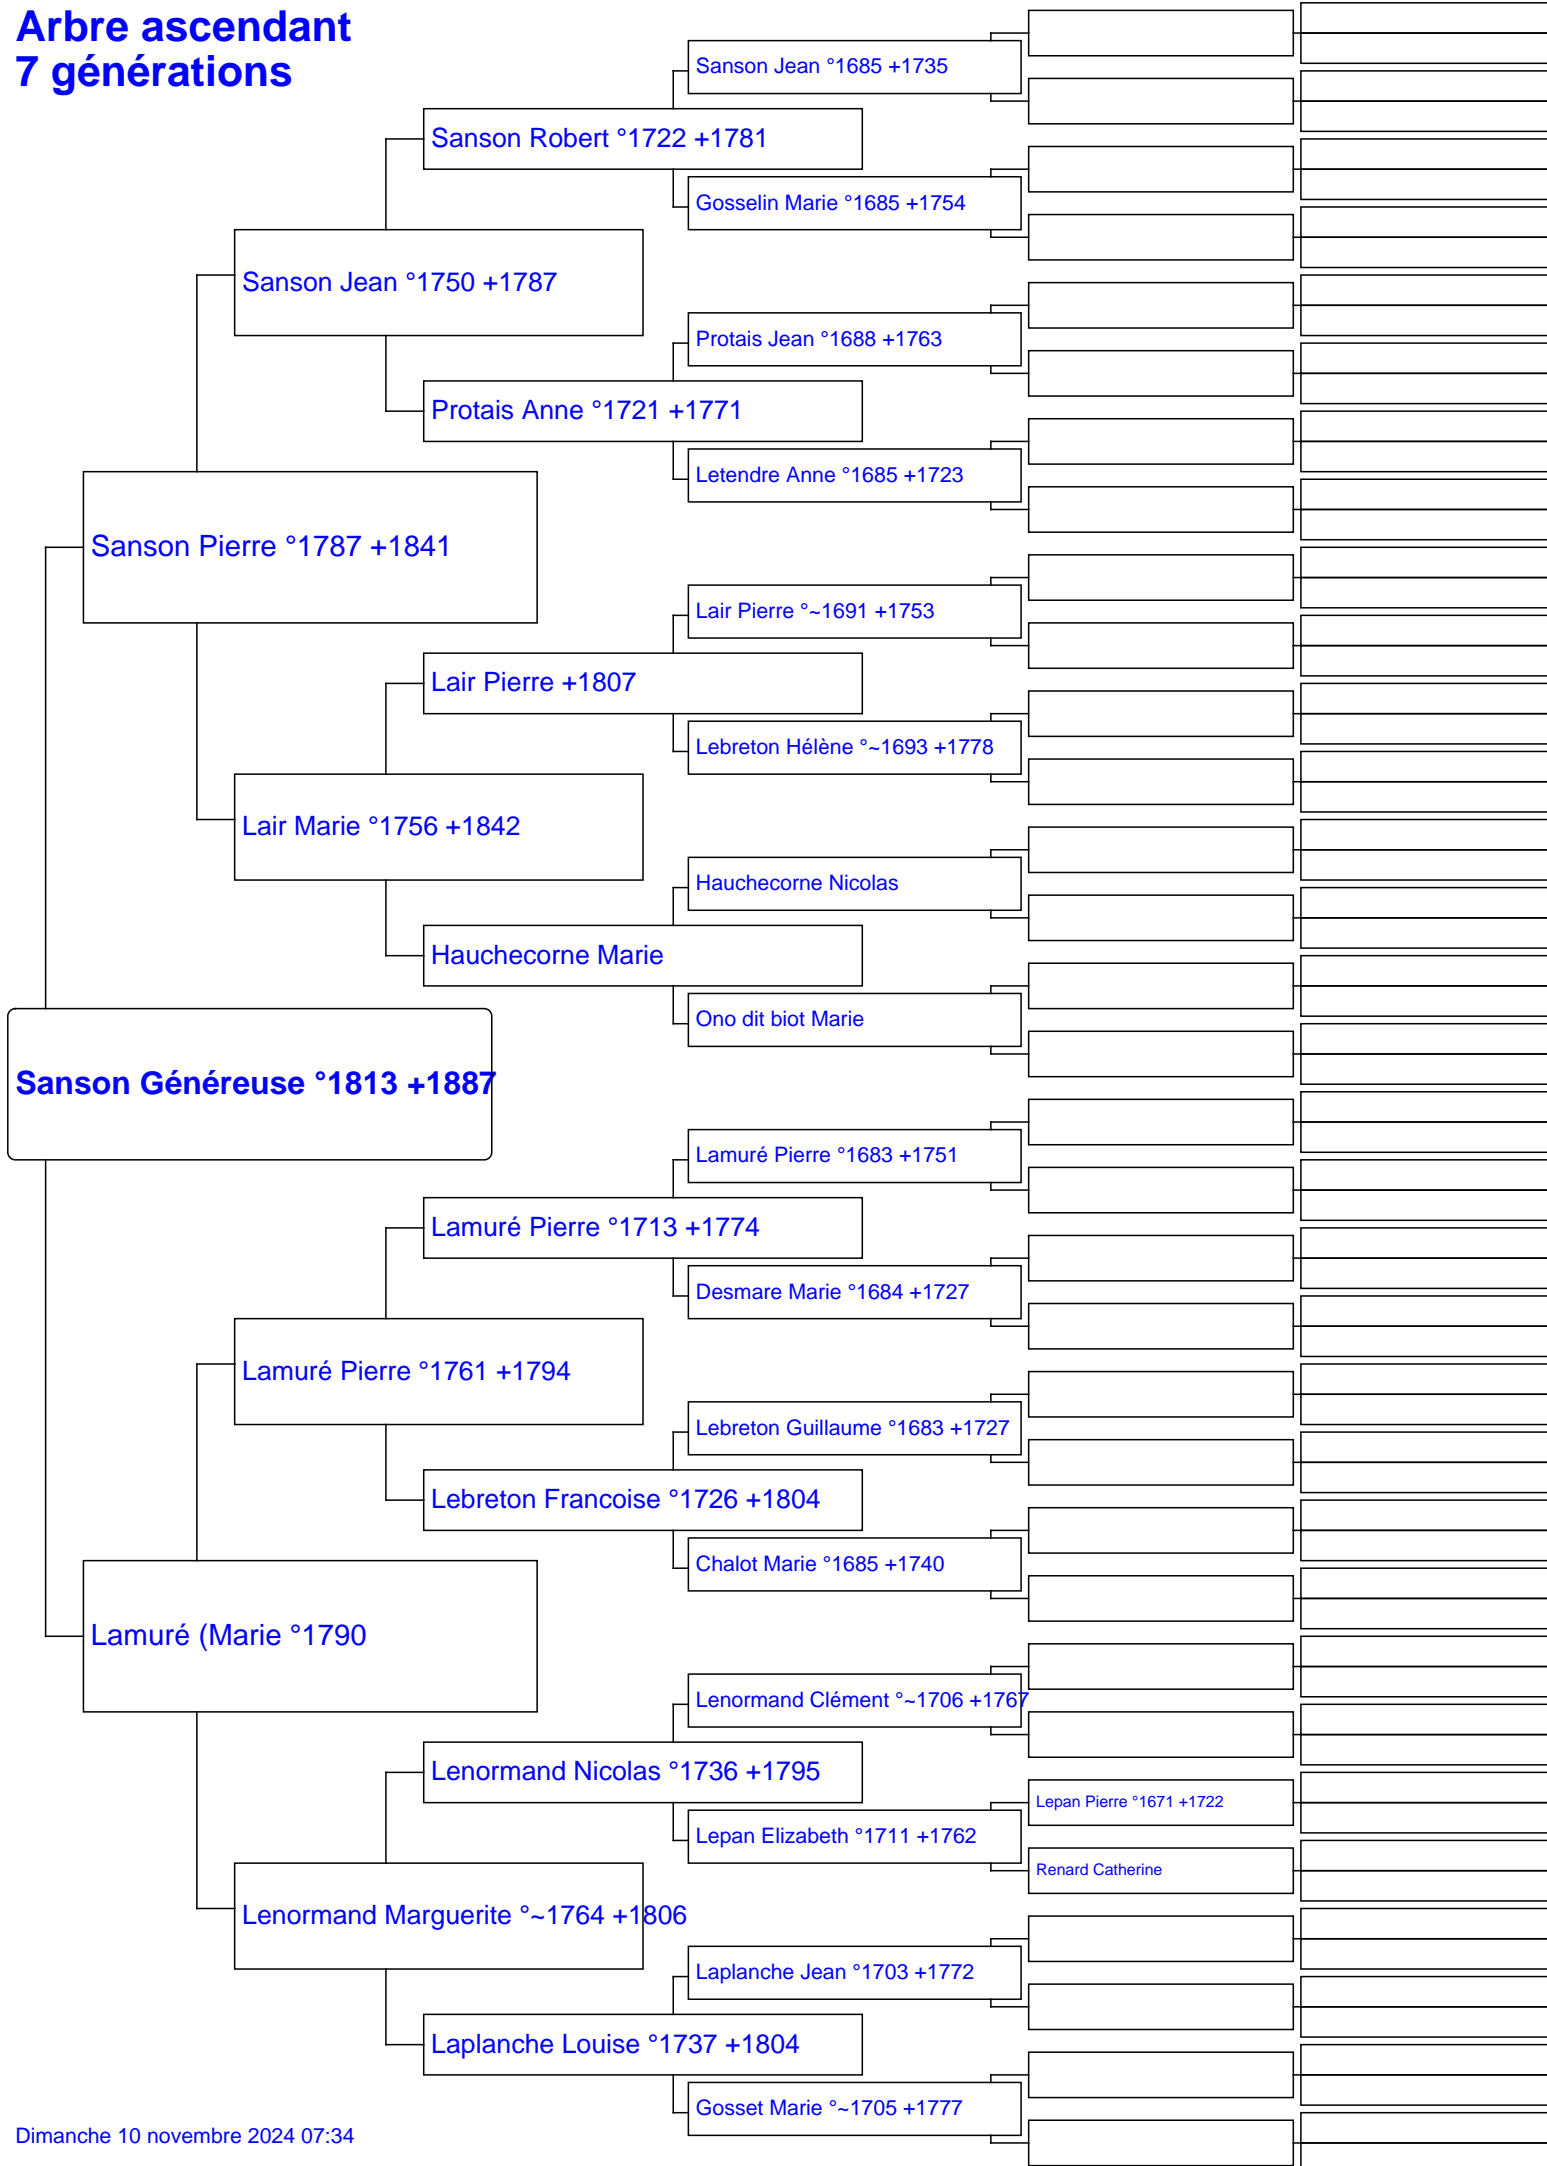 Arbre ascendant
7 générations
Sanson Jean °1685 +1735
Sanson Robert °1722 +1781
Gosselin Marie °1685 +1754
Sanson Jean °1750 +1787
Protais Jean °1688 +1763
Protais Anne °1721 +1771
Letendre Anne °1685 +1723
Sanson Pierre °1787 +1841
Lair Pierre °~1691 +1753
Lair Pierre +1807
Lebreton Hélène °~1693 +1778
Lair Marie °1756 +1842
Hauchecorne Nicolas
Hauchecorne Marie
Ono dit biot Marie
Sanson Généreuse °1813 +1887
Lamuré Pierre °1683 +1751
Lamuré Pierre °1713 +1774
Desmare Marie °1684 +1727
Lamuré Pierre °1761 +1794
Lebreton Guillaume °1683 +1727
Lebreton Francoise °1726 +1804
Chalot Marie °1685 +1740
Lamuré (Marie °1790
Lenormand Clément °~1706 +1767
Lenormand Nicolas °1736 +1795
Lepan Pierre °1671 +1722
Lepan Elizabeth °1711 +1762
Renard Catherine
Lenormand Marguerite °~1764 +1806
Laplanche Jean °1703 +1772
Laplanche Louise °1737 +1804
Gosset Marie °~1705 +1777
Dimanche 10 novembre 2024 07:34